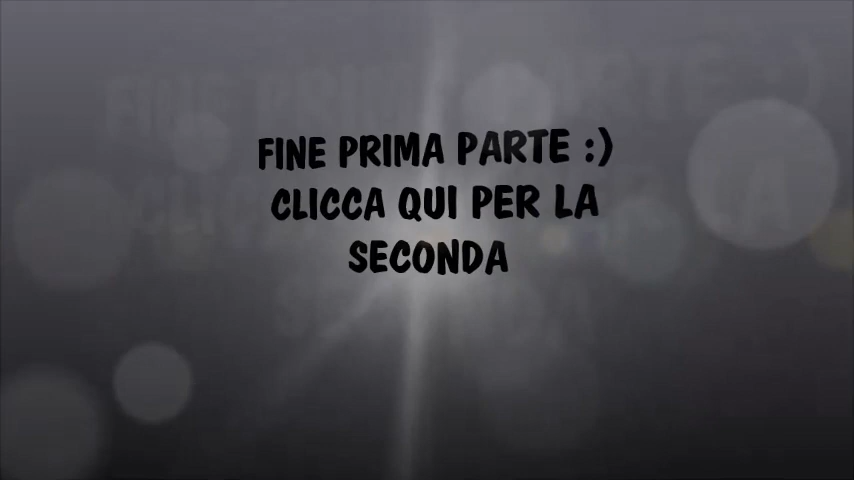 FINE PRIMA PARTE :)
CLICCA QUI PER LA
SECONDA